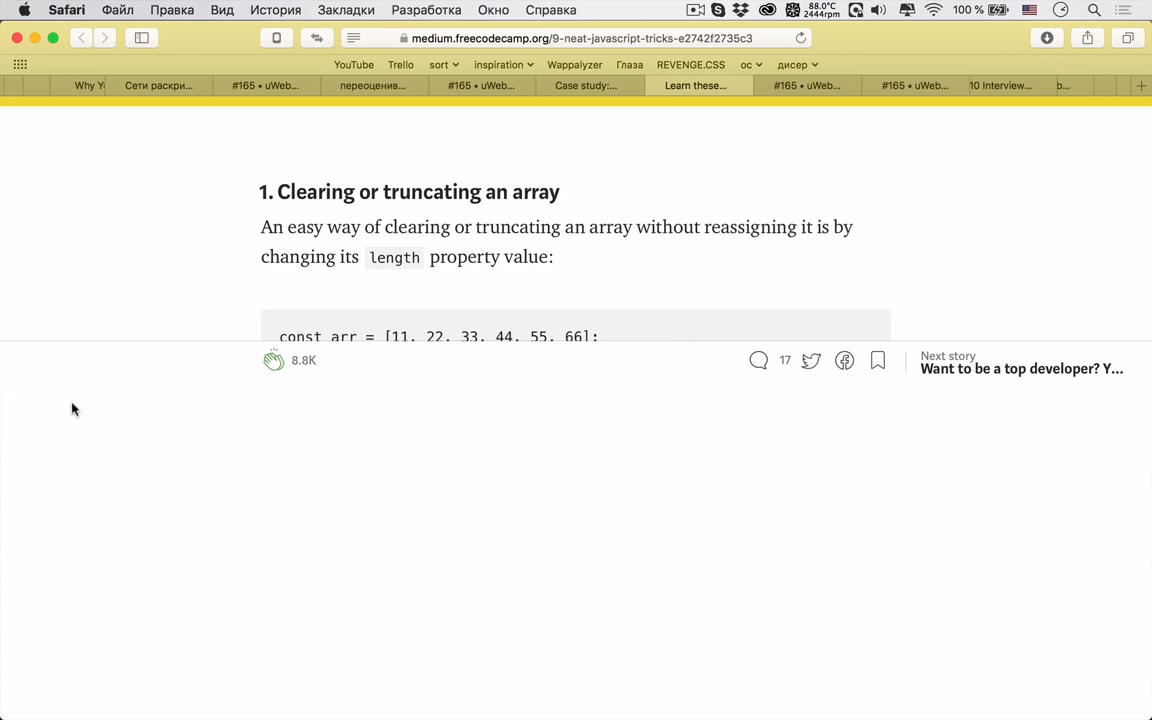 Safari Файл Правка Вид История Закладки Разработка Окно Справка 88.0°C 2444rpm 100 %
medium.freecodecamp.org/9-neat-javascript-tricks-e2742f2735c3
YouTube Trello sort inspiration Wappalyzer Глаза REVENGE.CSS ос дисер
Why Yo Сети раскри... #165 • uWeb... переоценив... #165 • uWeb... Case study:... Learn these... #165 • uWeb... #165 • uWeb... 10 Interview... b...
1. Clearing or truncating an array
An easy way of clearing or truncating an array without reassigning it is by
changing its length property value:
const arr = [11, 22, 33, 44, 55, 66];
8.8K 17 Next story
Want to be a top developer? Y...